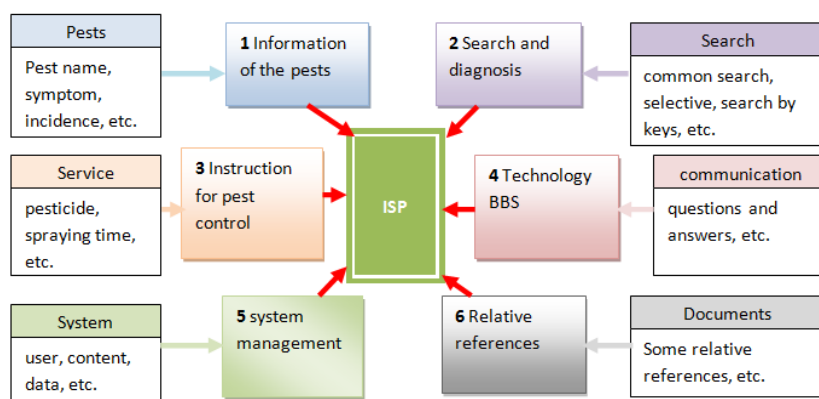 Pests
Pest name,
symptom,
incidence, etc.
1 Information
of the pests
2 Search and
diagnosis
Search
common search,
selective, search by
keys, etc.
Service
pesticide,
spraying time,
etc.
3 Instruction
for pest
control
ISP
4 Technology
BBS
communication
questions and
answers, etc.
System
user, content,
data, etc.
5 system
management
6 Relative
references
Documents
Some relative
references, etc.